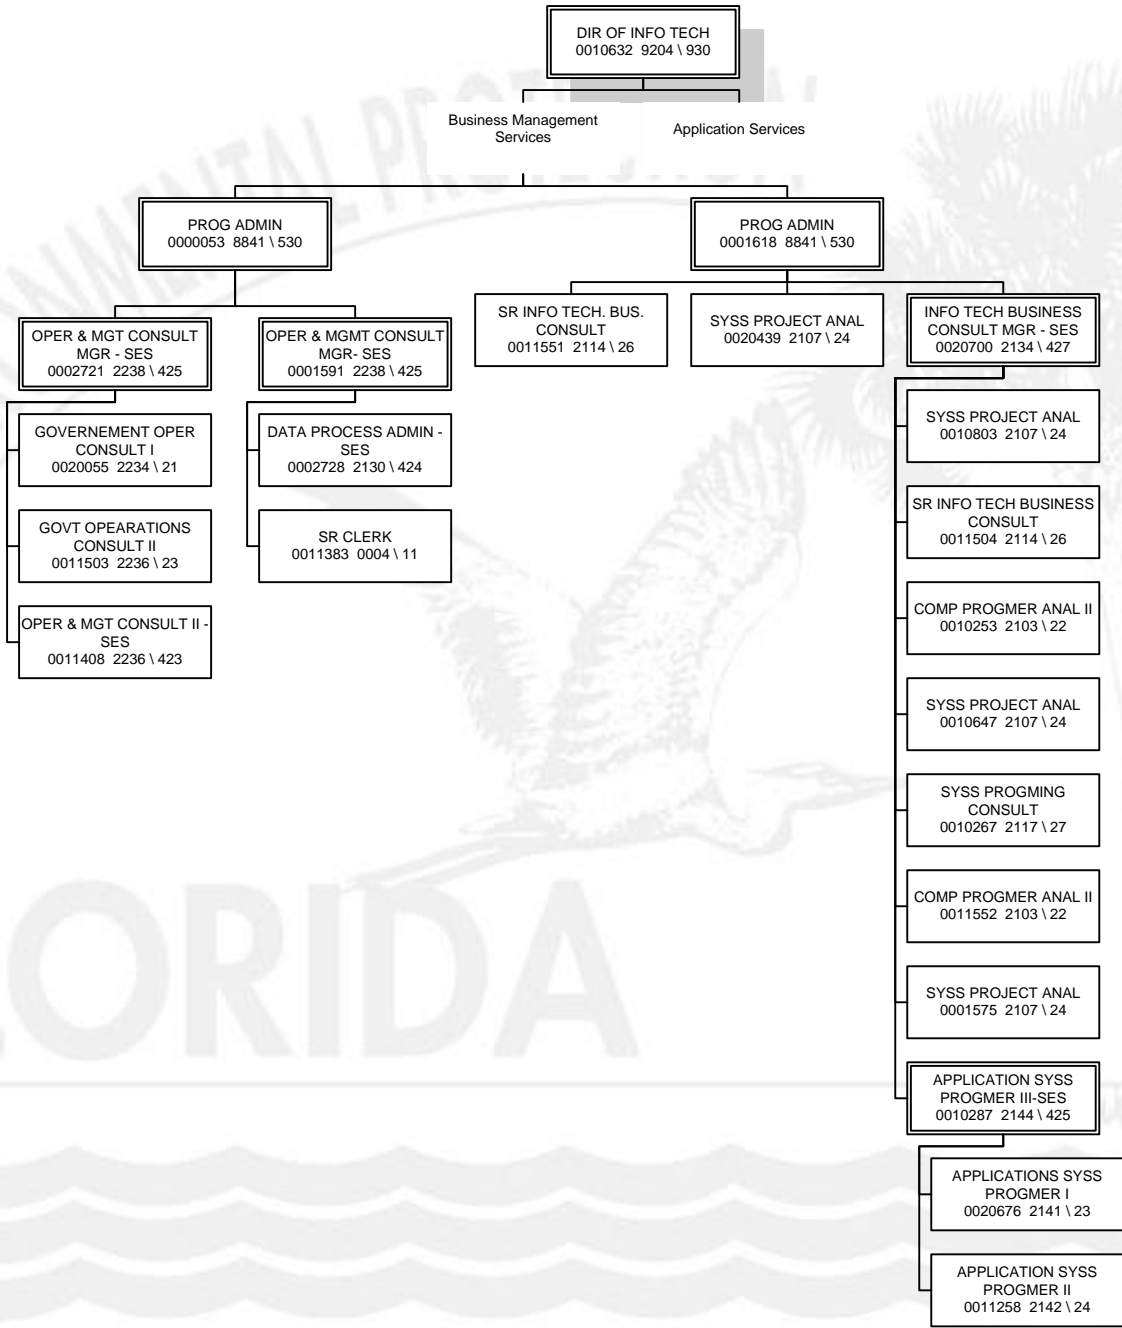 DIR OF INFO TECH
0010632 9204 \ 930
Business Management
Services
Application Services
PROG ADMIN
0000053 8841 \ 530
PROG ADMIN
0001618 8841 \ 530
OPER & MGT CONSULT
MGR - SES
0002721 2238 \ 425
OPER & MGMT CONSULT
MGR- SES
0001591 2238 \ 425
SR INFO TECH. BUS.
CONSULT
0011551 2114 \ 26
SYSS PROJECT ANAL
0020439 2107 \ 24
INFO TECH BUSINESS
CONSULT MGR - SES
0020700 2134 \ 427
GOVERNEMENT OPER
CONSULT I
0020055 2234 \ 21
DATA PROCESS ADMIN -
SES
0002728 2130 \ 424
SYSS PROJECT ANAL
0010803 2107 \ 24
GOVT OPEARATIONS
CONSULT II
0011503 2236 \ 23
SR CLERK
0011383 0004 \ 11
SR INFO TECH BUSINESS
CONSULT
0011504 2114 \ 26
OPER & MGT CONSULT II -
SES
0011408 2236 \ 423
COMP PROGMER ANAL II
0010253 2103 \ 22
SYSS PROJECT ANAL
0010647 2107 \ 24
SYSS PROGMING
CONSULT
0010267 2117 \ 27
COMP PROGMER ANAL II
0011552 2103 \ 22
SYSS PROJECT ANAL
0001575 2107 \ 24
APPLICATION SYSS
PROGMER III-SES
0010287 2144 \ 425
APPLICATIONS SYSS
PROGMER I
0020676 2141 \ 23
APPLICATION SYSS
PROGMER II
0011258 2142 \ 24
LORIDA